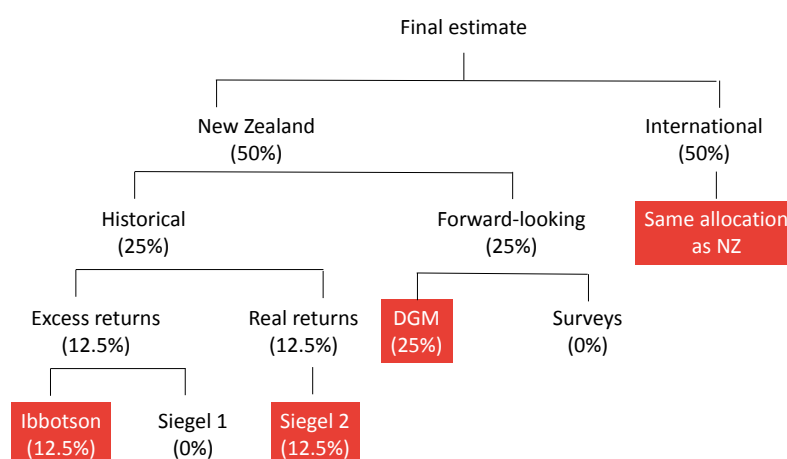 Final estimate
New Zealand
(50%)
International
(50%)
Historical
(25%)
Forward-looking
(25%)
Same allocation
as NZ
Excess returns
(12.5%)
Real returns
(12.5%)
DGM
(25%)
Surveys
(0%)
Ibbotson
(12.5%)
Siegel 1
(0%)
Siegel 2
(12.5%)